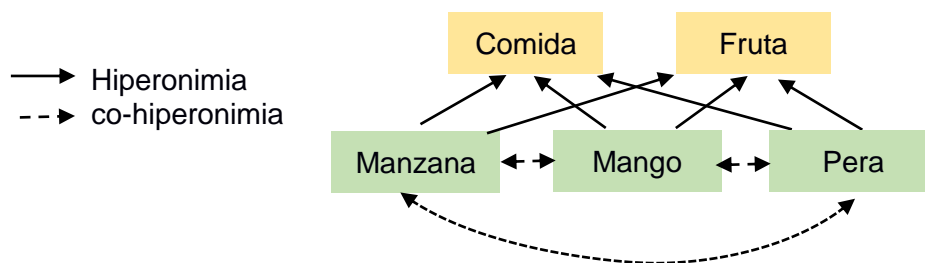 Comida
Fruta
Hiperonimia
co-hiperonimia
Manzana
Mango
Pera